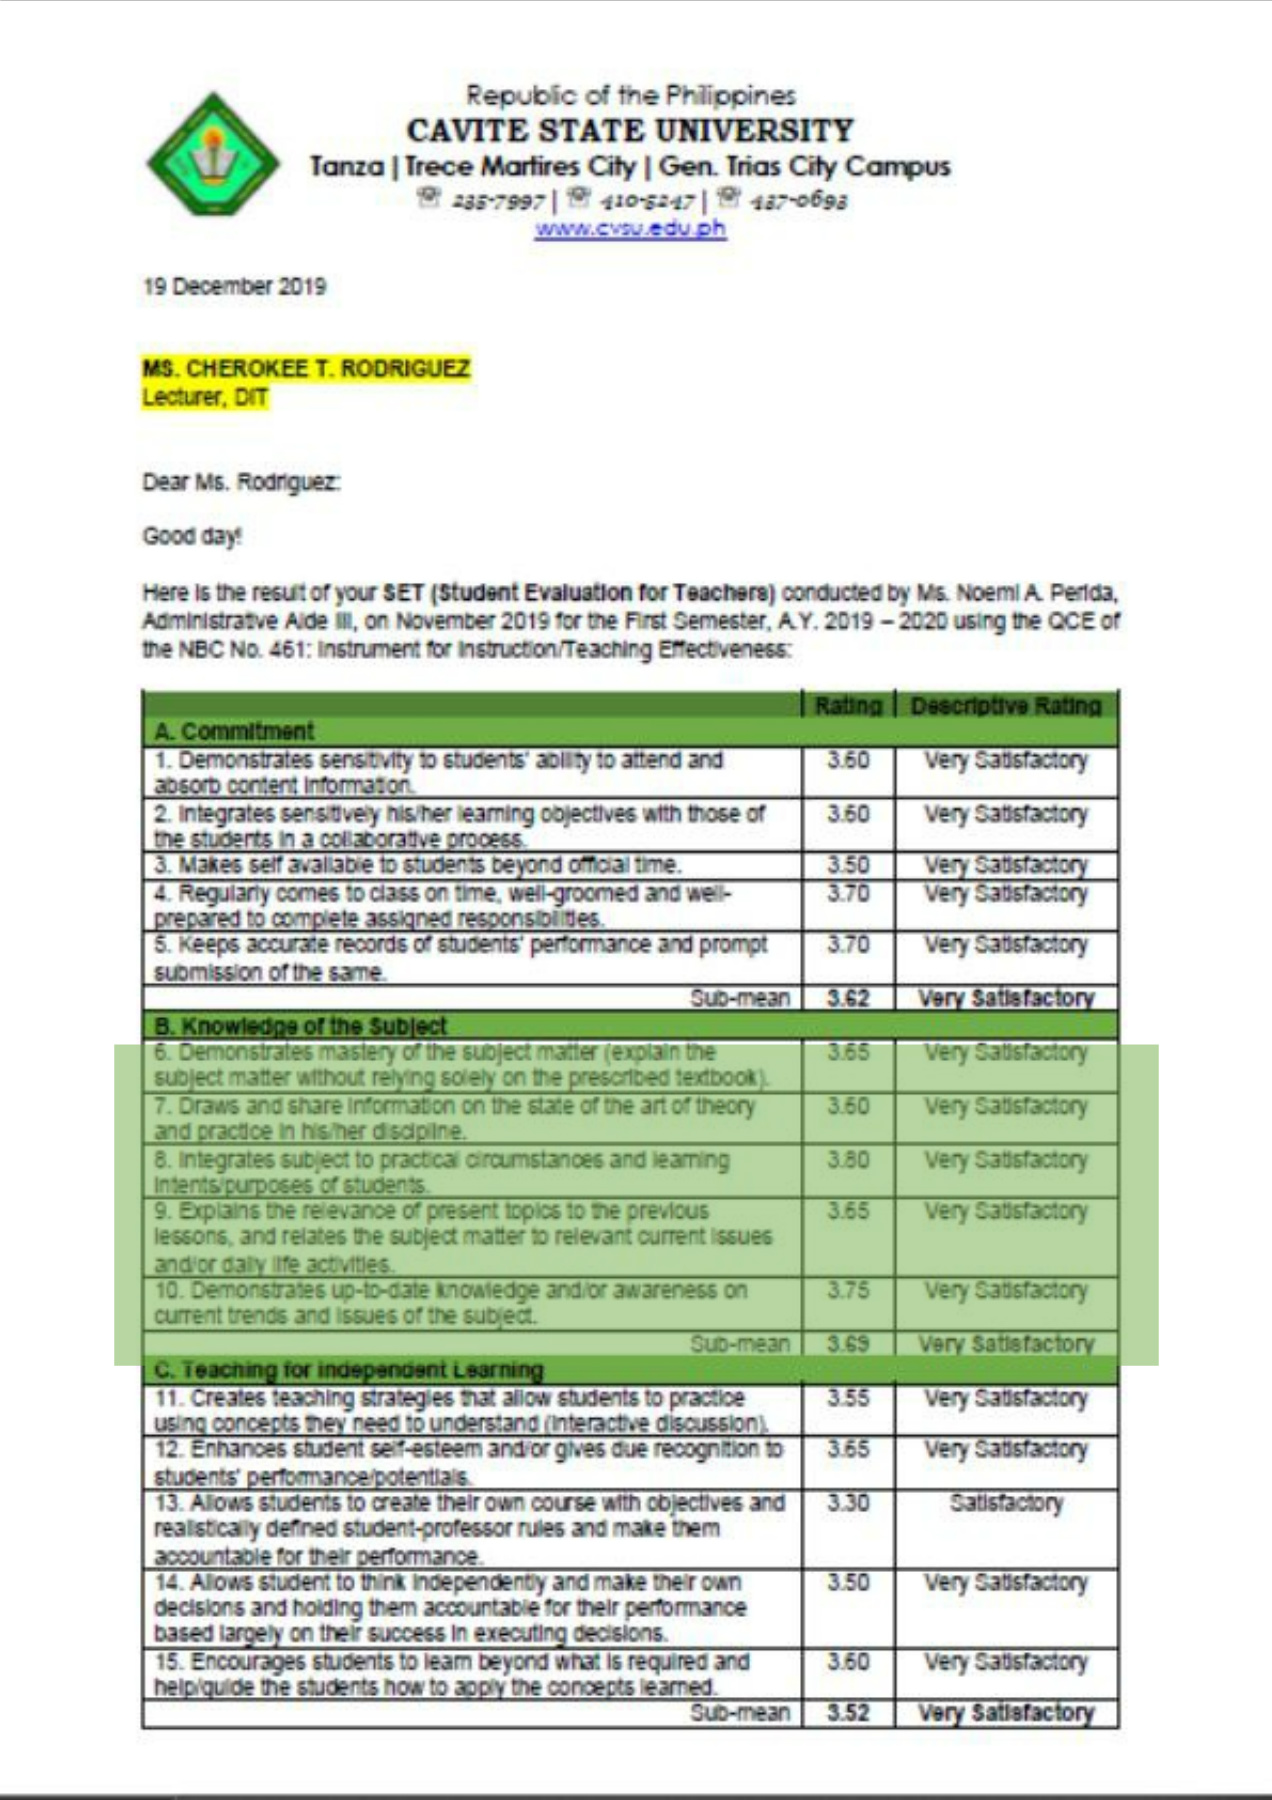 Republic of the Philippines
CAVITE STATE UNIVERSITY
Tanza | Trece Martires City | Gen. Trias City Campus
☏ 235-7997 | ☏ 410-5247 | ☏ 437-0693
www.cvsu.edu.ph
19 December 2019
MS. CHEROKEE T. RODRIGUEZ
Lecturer, DIT
Dear Ms. Rodriguez:
Good day!
Here is the result of your SET (Student Evaluation for Teachers) conducted by Ms. Noemi A. Perida,
Administrative Aide III, on November 2019 for the First Semester, A.Y. 2019 – 2020 using the QCE of
the NBC No. 461: Instrument for Instruction/Teaching Effectiveness:
Rating Descriptive Rating
A. Commitment
1. Demonstrates sensitivity to students' ability to attend and 3.60 Very Satisfactory
absorb content information.
2. Integrates sensitively his/her learning objectives with those of 3.60 Very Satisfactory
the students in a collaborative process.
3. Makes self available to students beyond official time. 3.50 Very Satisfactory
4. Regularly comes to class on time, well-groomed and well- 3.70 Very Satisfactory
prepared to complete assigned responsibilities.
5. Keeps accurate records of students' performance and prompt 3.70 Very Satisfactory
submission of the same.
Sub-mean 3.62 Very Satisfactory
B. Knowledge of the Subject
6. Demonstrates mastery of the subject matter (explain the 3.65 Very Satisfactory
subject matter without relying solely on the prescribed textbook).
7. Draws and share information on the state of the art of theory 3.60 Very Satisfactory
and practice in his/her discipline.
8. Integrates subject to practical circumstances and learning 3.80 Very Satisfactory
intents/purposes of students.
9. Explains the relevance of present topics to the previous 3.65 Very Satisfactory
lessons, and relates the subject matter to relevant current issues
and/or daily life activities.
10. Demonstrates up-to-date knowledge and/or awareness on 3.75 Very Satisfactory
current trends and issues of the subject.
Sub-mean 3.69 Very Satisfactory
C. Teaching for Independent Learning
11. Creates teaching strategies that allow students to practice 3.55 Very Satisfactory
using concepts they need to understand (interactive discussion).
12. Enhances student self-esteem and/or gives due recognition to 3.65 Very Satisfactory
students' performance/potentials.
13. Allows students to create their own course with objectives and 3.30 Satisfactory
realistically defined student-professor rules and make them
accountable for their performance.
14. Allows student to think independently and make their own 3.50 Very Satisfactory
decisions and holding them accountable for their performance
based largely on their success in executing decisions.
15. Encourages students to learn beyond what is required and 3.60 Very Satisfactory
help/guide the students how to apply the concepts learned.
Sub-mean 3.52 Very Satisfactory